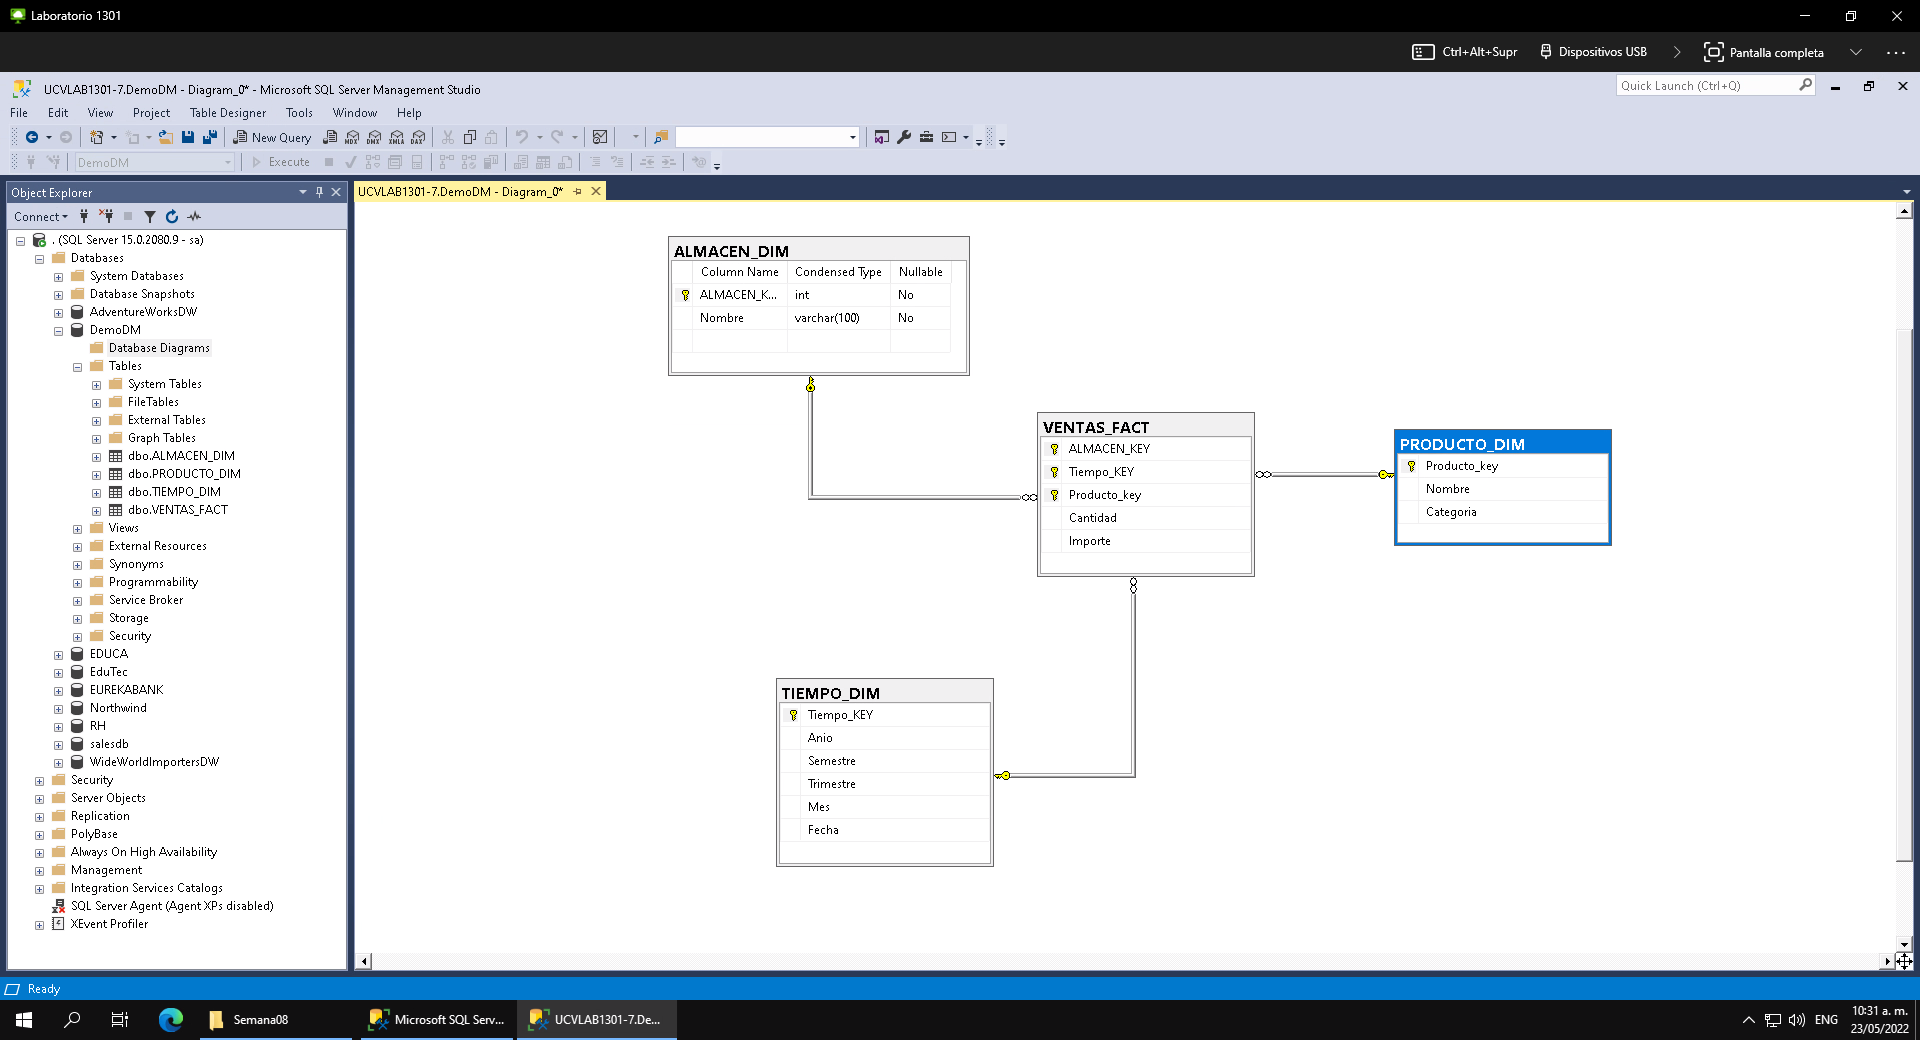 Laboratorio 1301
Ctrl+Alt+Supr
Dispositivos USB
Pantalla completa
UCVLAB1301-7.DemoDM - Diagram_0* - Microsoft SQL Server Management Studio
Quick Launch (Ctrl+Q)
File Edit View Project Table Designer Tools Window Help
New Query
MDX DMX XMLA DAX
DemoDM
Execute
Object Explorer
UCVLAB1301-7.DemoDM - Diagram_0*
Connect
. (SQL Server 15.0.2080.9 - sa)
Databases
System Databases
Database Snapshots
AdventureWorksDW
DemoDM
Database Diagrams
Tables
System Tables
FileTables
External Tables
Graph Tables
dbo.ALMACEN_DIM
dbo.PRODUCTO_DIM
dbo.TIEMPO_DIM
dbo.VENTAS_FACT
Views
External Resources
Synonyms
Programmability
Service Broker
Storage
Security
EDUCA
EduTec
EUREKABANK
Northwind
RH
salesdb
WideWorldImportersDW
Security
Server Objects
Replication
PolyBase
Always On High Availability
Management
Integration Services Catalogs
SQL Server Agent (Agent XPs disabled)
XEvent Profiler
ALMACEN_DIM
Column Name Condensed Type Nullable
ALMACEN_K... int No
Nombre varchar(100) No
VENTAS_FACT
ALMACEN_KEY
Tiempo_KEY
Producto_key
Cantidad
Importe
PRODUCTO_DIM
Producto_key
Nombre
Categoria
TIEMPO_DIM
Tiempo_KEY
Anio
Semestre
Trimestre
Mes
Fecha
Ready
Semana08
Microsoft SQL Serv...
UCVLAB1301-7.De...
ENG
10:31 a. m.
23/05/2022